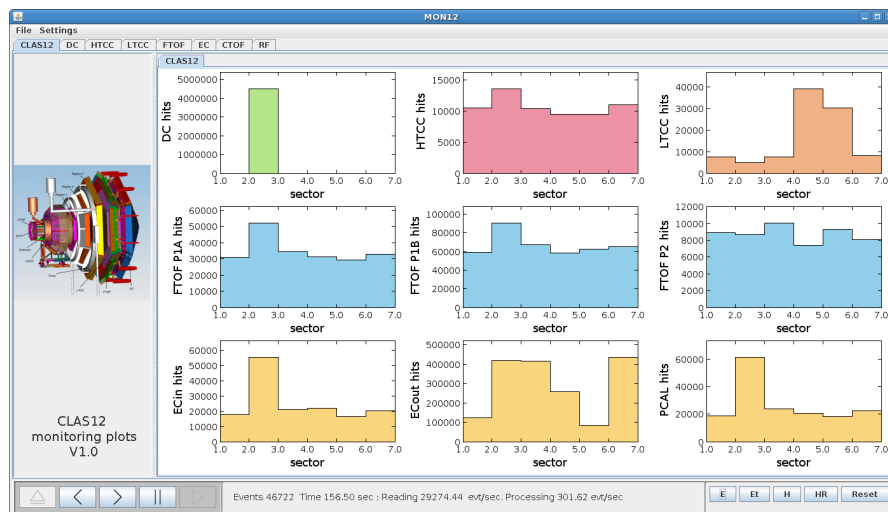 MON12
File Settings
CLAS12 DC HTCC LTCC FTOF EC CTOF RF
CLAS12
5000000
4000000
3000000
2000000
1000000
0
DC hits
1.0 2.0 3.0 4.0 5.0 6.0 7.0
sector
15000
10000
5000
0
HTCC hits
1.0 2.0 3.0 4.0 5.0 6.0 7.0
sector
40000
30000
20000
10000
0
LTCC hits
1.0 2.0 3.0 4.0 5.0 6.0 7.0
sector
60000
50000
40000
30000
20000
10000
0
FTOF P1A hits
1.0 2.0 3.0 4.0 5.0 6.0 7.0
sector
100000
80000
60000
40000
20000
0
FTOF P1B hits
1.0 2.0 3.0 4.0 5.0 6.0 7.0
sector
12000
10000
8000
6000
4000
2000
0
FTOF P2 hits
1.0 2.0 3.0 4.0 5.0 6.0 7.0
sector
60000
50000
40000
30000
20000
10000
0
ECin hits
1.0 2.0 3.0 4.0 5.0 6.0 7.0
sector
500000
400000
300000
200000
100000
0
ECout hits
1.0 2.0 3.0 4.0 5.0 6.0 7.0
sector
60000
40000
20000
0
PCAL hits
1.0 2.0 3.0 4.0 5.0 6.0 7.0
sector
CLAS12
monitoring plots
V1.0
Events 46722 Time 156.50 sec : Reading 29274.44 evt/sec. Processing 301.62 evt/sec
E Et H HR Reset